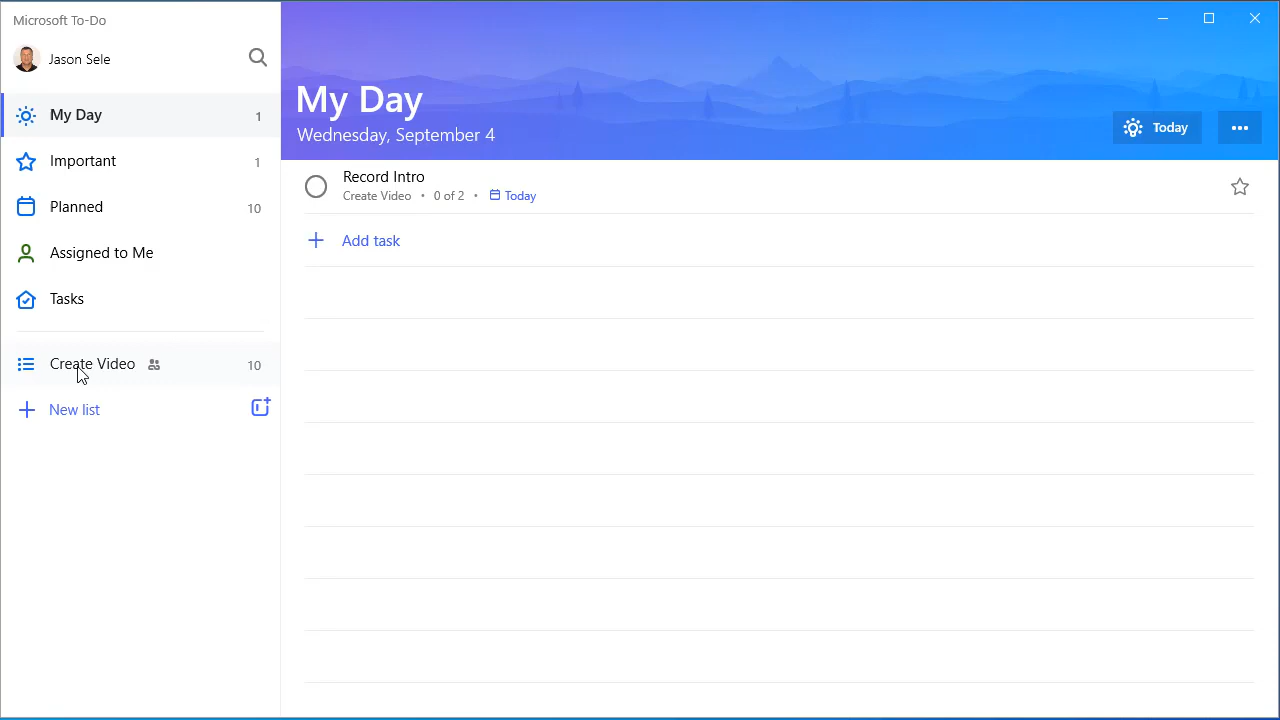 Microsoft To-Do
Jason Sele
My Day 1
Important 1
Planned 10
Assigned to Me
Tasks
Create Video 10
New list
My Day
Wednesday, September 4
Today
Record Intro
Create Video • 0 of 2 • Today
Add task